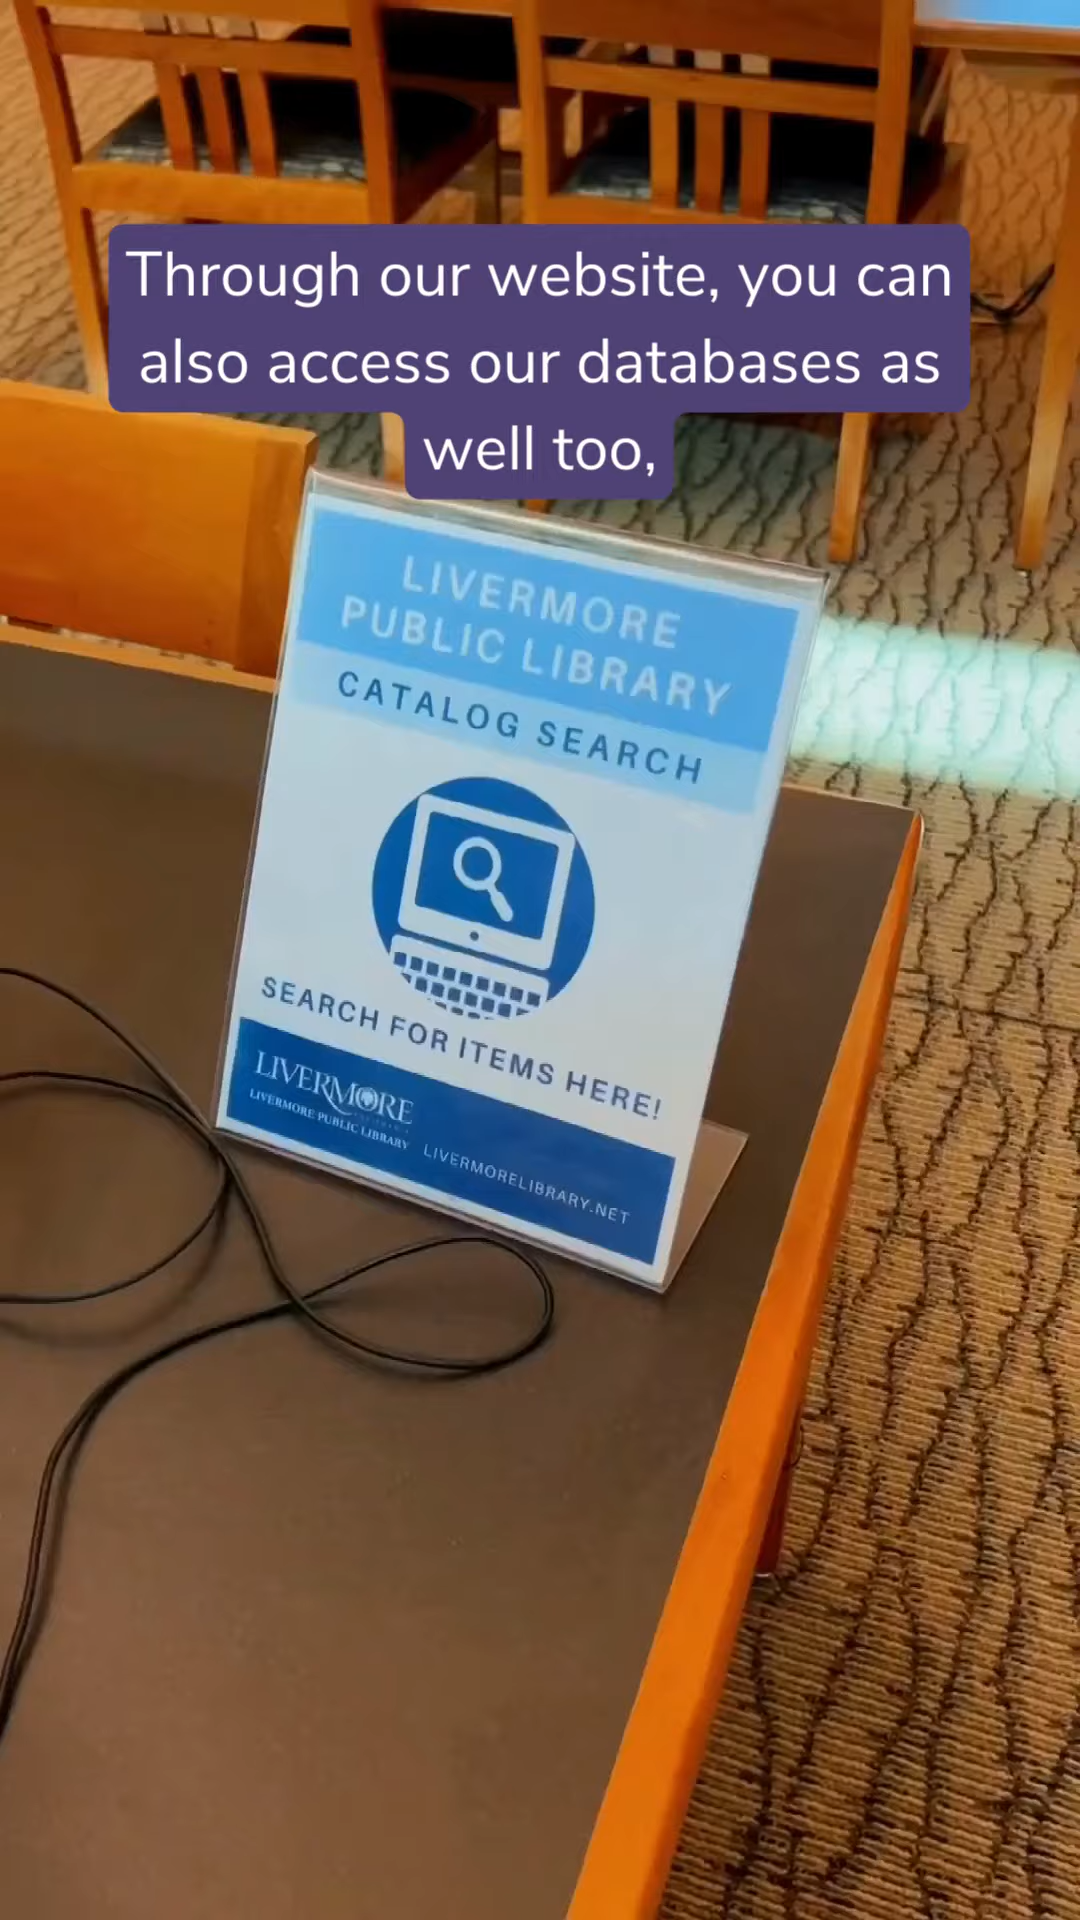 Through our website, you can
also access our databases as
well too,
LIVERMORE
PUBLIC LIBRARY
CATALOG SEARCH
SEARCH FOR ITEMS HERE!
LIVERMORE
LIVERMORE PUBLIC LIBRARY
LIVERMORELIBRARY.NET